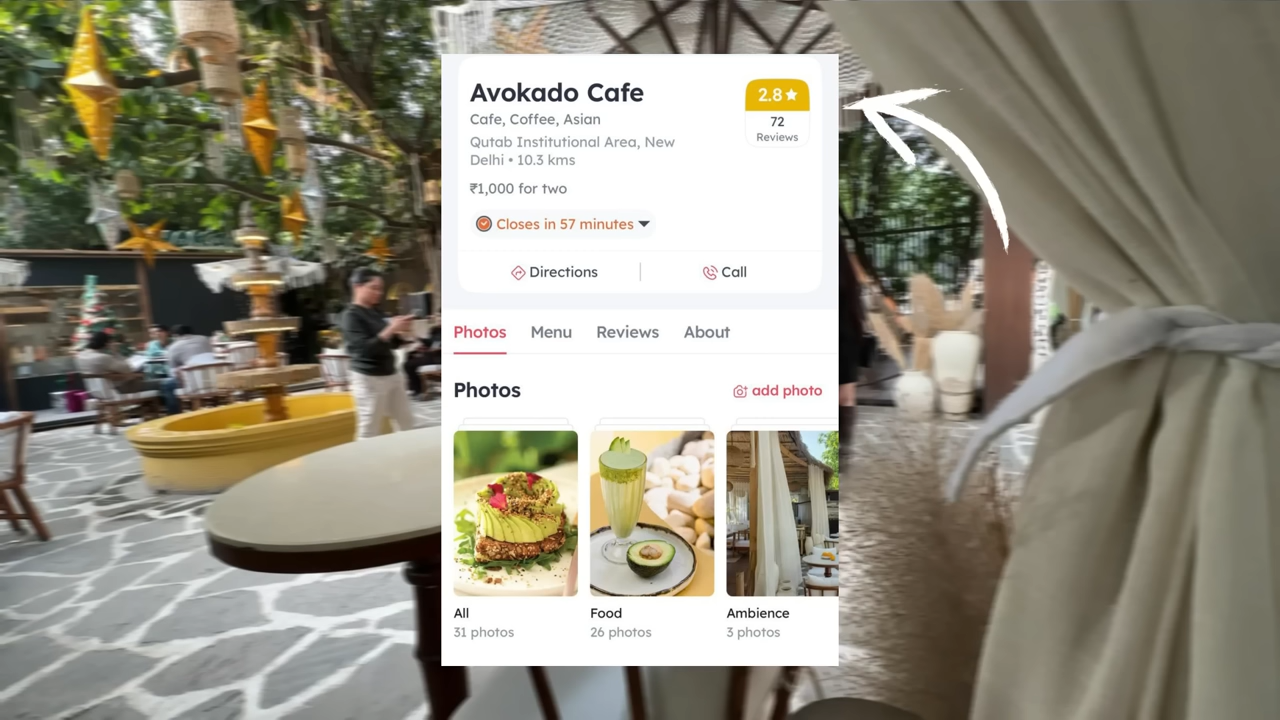 Avokado Cafe
2.8★
Cafe, Coffee, Asian
72
Reviews
Qutab Institutional Area, New
Delhi • 10.3 kms
₹1,000 for two
Closes in 57 minutes
Directions
Call
Photos Menu Reviews About
Photos
add photo
All
31 photos
Food
26 photos
Ambience
3 photos